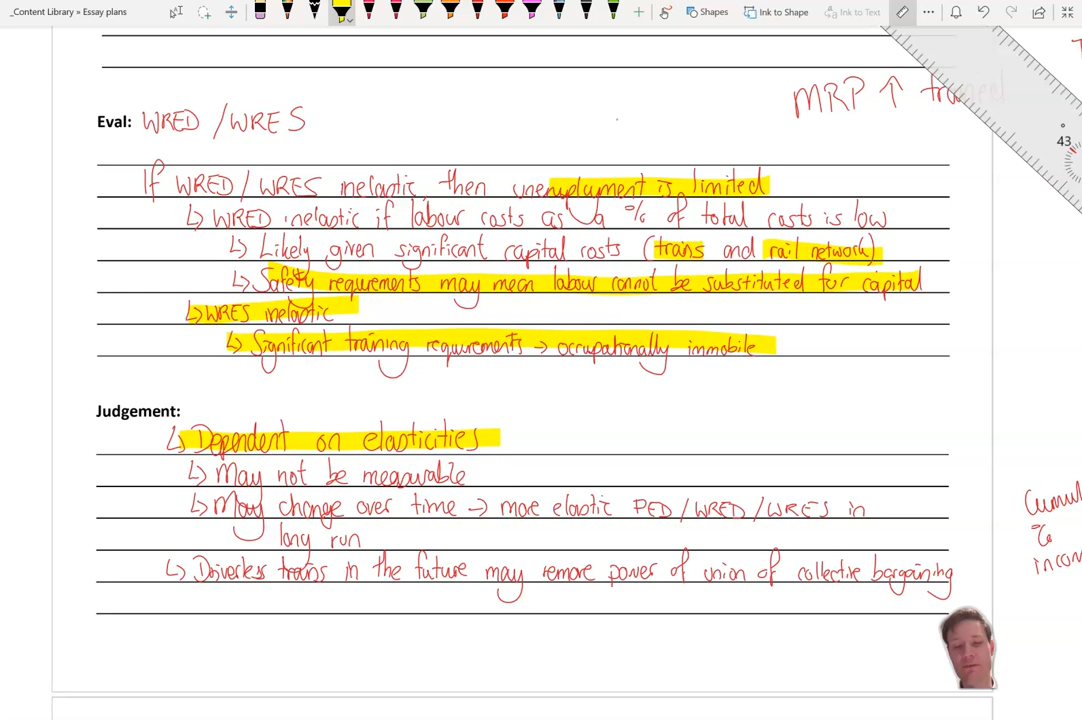 _Content Library » Essay plans
Shapes
Ink to Shape
Ink to Text
MRP ↑
43
Eval: WRED / WRES
If WRED / WRES inelastic then unemployment is limited
↳ WRED inelastic if labour costs as a % of total costs is low
↳ Likely given significant capital costs (trains and rail network)
↳ Safety requirements may mean labour cannot be substituted for capital
↳ WRES inelastic
↳ Significant training requirements → occupationally immobile
Judgement:
↳ Dependent on elasticities
↳ May not be measurable
↳ May change over time → more elastic PED / WRED / WRES in
long run
↳ Driverless trains in the future may remove power of union of collective bargaining
Cumul
%
incom